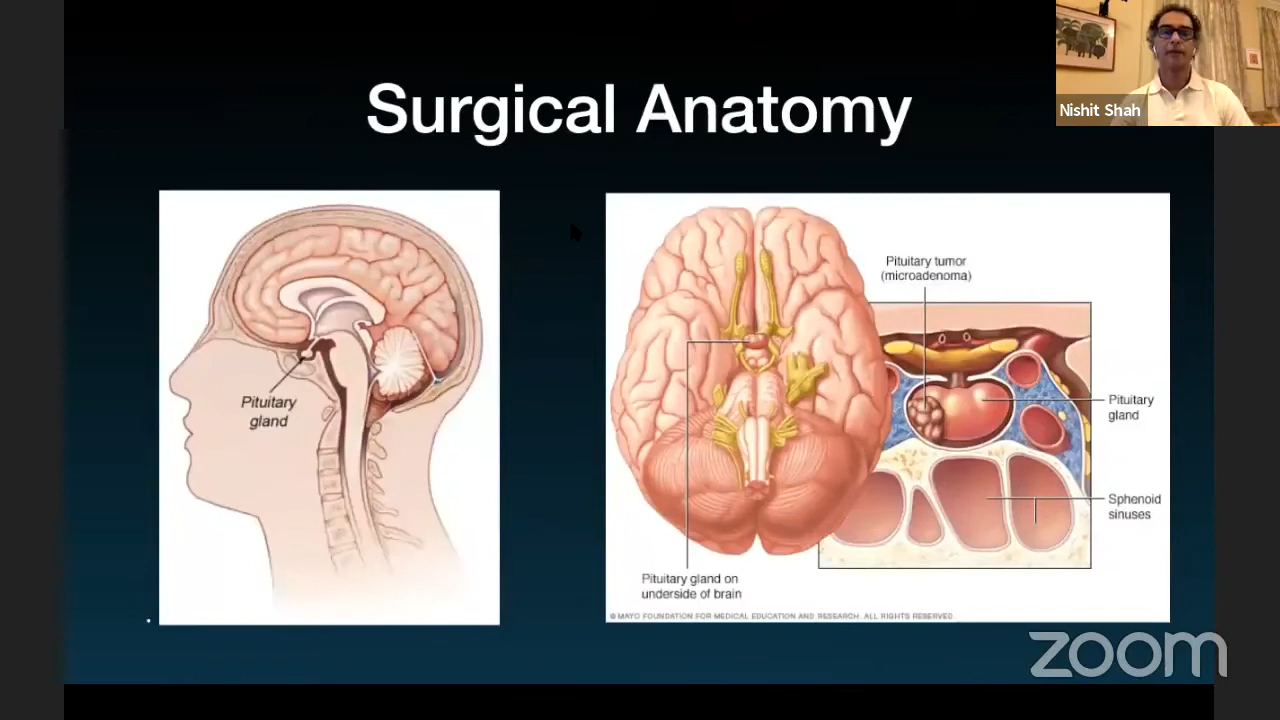 Surgical Anatomy
Nishit Shah
Pituitary
gland
Pituitary tumor
(microadenoma)
Pituitary
gland
Sphenoid
sinuses
Pituitary gland on
underside of brain
© MAYO FOUNDATION FOR MEDICAL EDUCATION AND RESEARCH. ALL RIGHTS RESERVED.
zoom